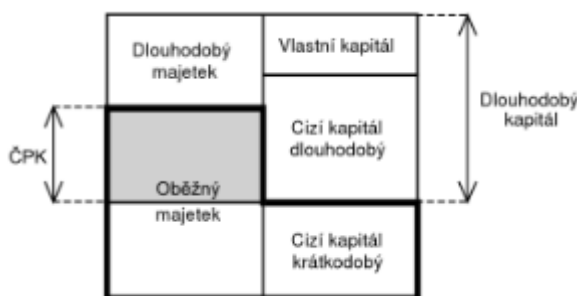 Dlouhodobý
majetek
Vlastní kapitál
Dlouhodobý
kapitál
ČPK
Cizí kapitál
dlouhodobý
Oběžný
majetek
Cizí kapitál
krátkodobý